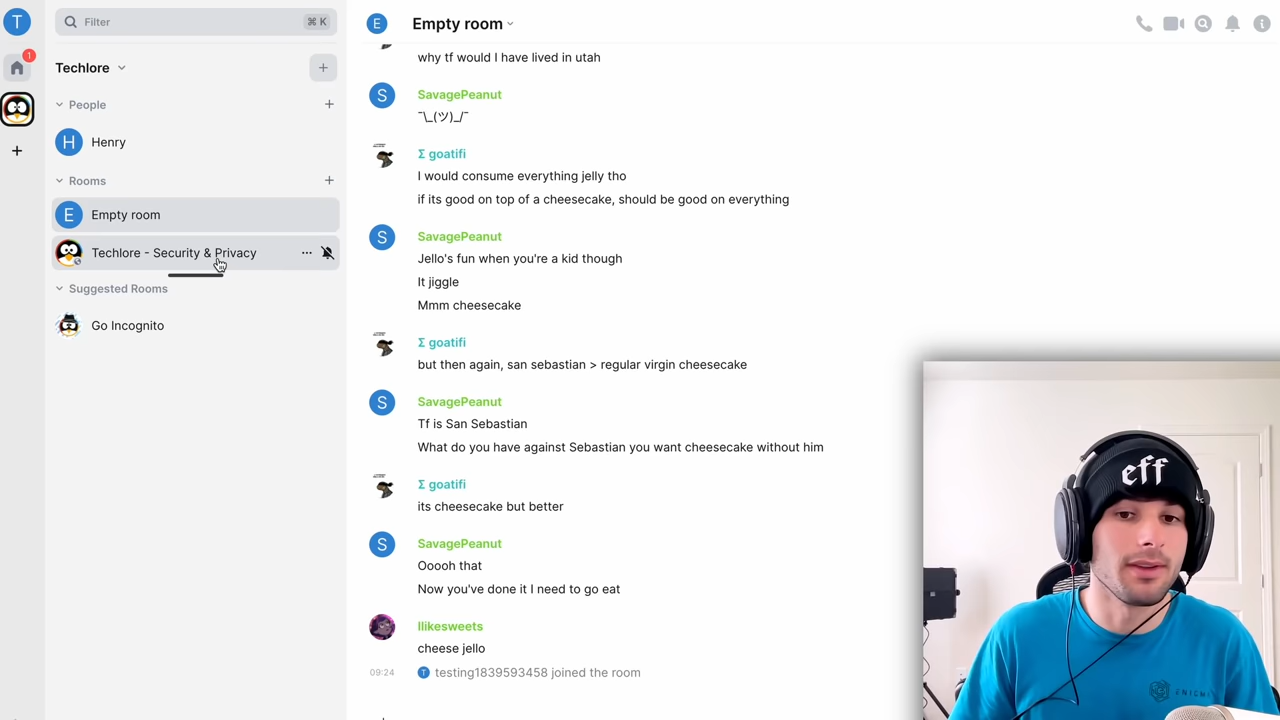 T
Filter
⌘ K
1
Techlore
People
H
Henry
Rooms
E
Empty room
Techlore - Security & Privacy
Suggested Rooms
Go Incognito
E
Empty room
why tf would I have lived in utah
S
SavagePeanut
¯\_(ツ)_/¯
Σ goatifi
I would consume everything jelly tho
if its good on top of a cheesecake, should be good on everything
S
SavagePeanut
Jello's fun when you're a kid though
It jiggle
Mmm cheesecake
Σ goatifi
but then again, san sebastian > regular virgin cheesecake
S
SavagePeanut
Tf is San Sebastian
What do you have against Sebastian you want cheesecake without him
Σ goatifi
its cheesecake but better
S
SavagePeanut
Ooooh that
Now you've done it I need to go eat
Ilikesweets
cheese jello
09:24
T
testing1839593458 joined the room
eff